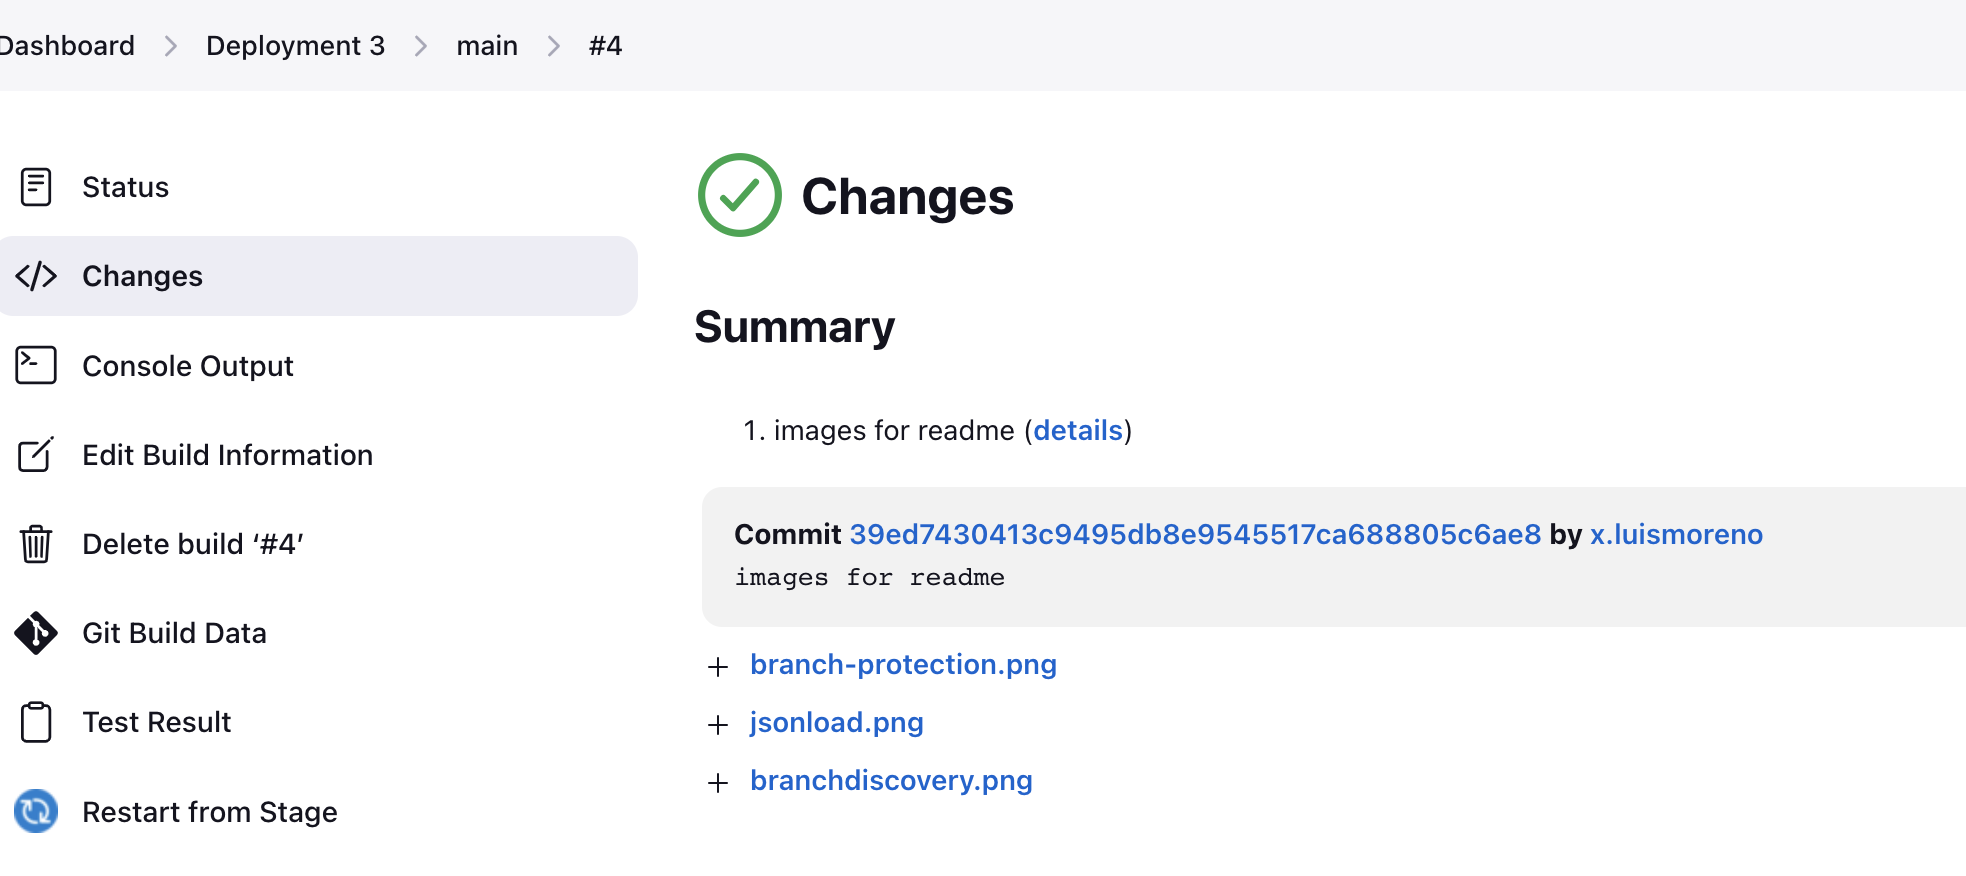 Dashboard > Deployment 3 > main > #4
Status
Changes
Console Output
Edit Build Information
Delete build ‘#4’
Git Build Data
Test Result
Restart from Stage
Changes
Summary
1. images for readme (details)
Commit 39ed7430413c9495db8e9545517ca688805c6ae8 by x.luismoreno
images for readme
+ branch-protection.png
+ jsonload.png
+ branchdiscovery.png